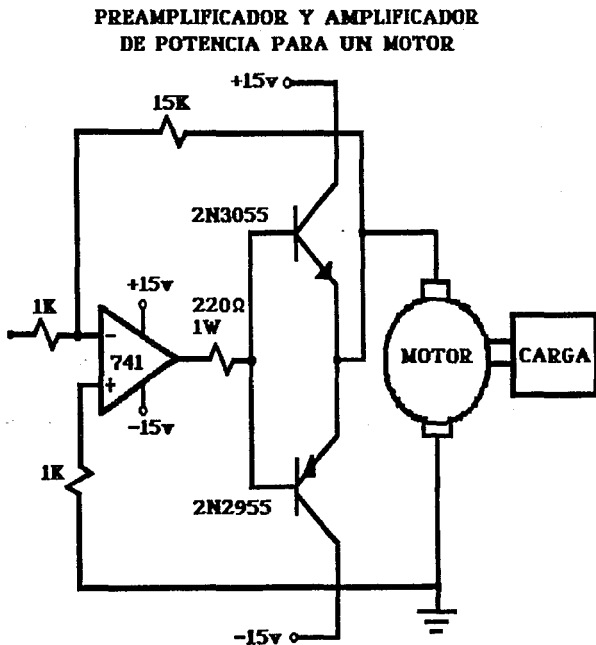 PREAMPLIFICADOR Y AMPLIFICADOR
DE POTENCIA PARA UN MOTOR
+15v
15K
2N3055
+15v
1K
220Ω
1W
-
741
+
MOTOR
CARGA
-15v
1K
2N2955
-15v